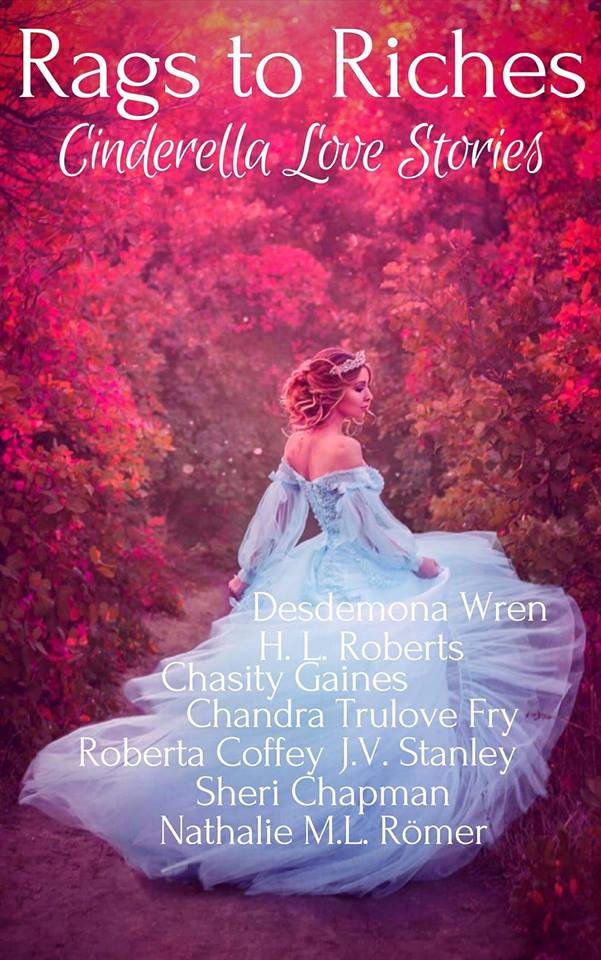 Rags to Riches
Cinderella Love Stories
Desdemona Wren
H. L. Roberts
Chasity Gaines
Chandra Trulove Fry
Roberta Coffey J.V. Stanley
Sheri Chapman
Nathalie M.L. Römer